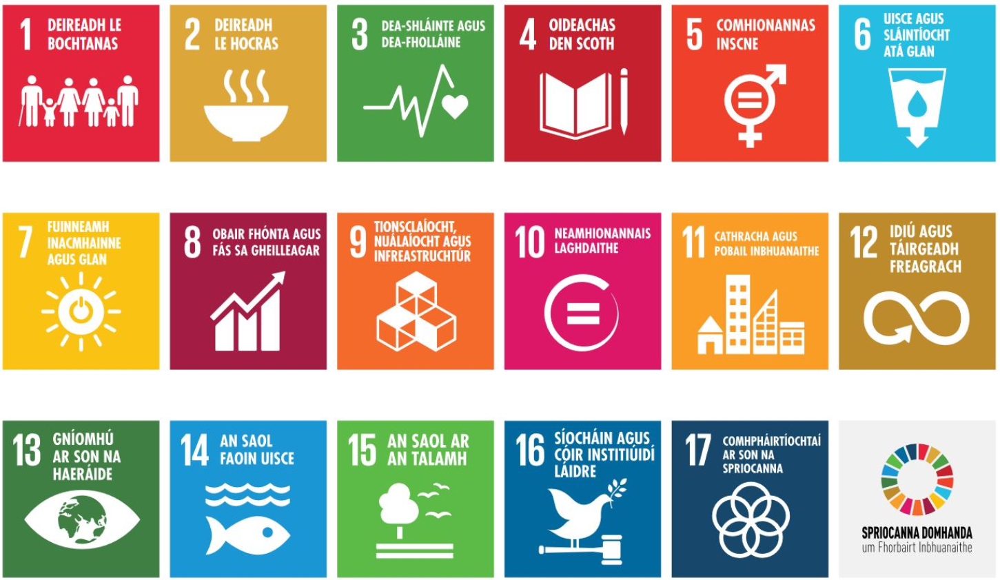 1 DEIREADH LE
BOCHTANAS
2 DEIREADH
LE HOCRAS
3 DEA-SHLÁINTE AGUS
DEA-FHOLLÁINE
4 OIDEACHAS
DEN SCOTH
5 COMHIONANNAS
INSCNE
6 UISCE AGUS
SLÁINTÍOCHT
ATÁ GLAN
7 FUINNEAMH
INACMHAINNE
AGUS GLAN
8 OBAIR FHÓNTA AGUS
FÁS SA GHEILLEAGAR
9 TIONSCLAÍOCHT,
NUÁLAÍOCHT AGUS
INFREASTRUCHTÚR
10 NEAMHIONANNAIS
LAGHDAITHE
11 CATHRACHA AGUS
POBAIL INBHUANAITHE
12 IDIÚ AGUS
TÁIRGEADH
FREAGRACH
13 GNÍOMHÚ
AR SON NA
HAERÁIDE
14 AN SAOL
FAOIN UISCE
15 AN SAOL AR
AN TALAMH
16 SÍOCHÁIN AGUS
CÓIR INSTITIÚIDÍ
LÁIDRE
17 COMHPHÁIRTÍOCHTAÍ
AR SON NA
SPRIOCANNA
SPRIOCANNA DOMHANDA
um Fhorbairt Inbhuanaithe